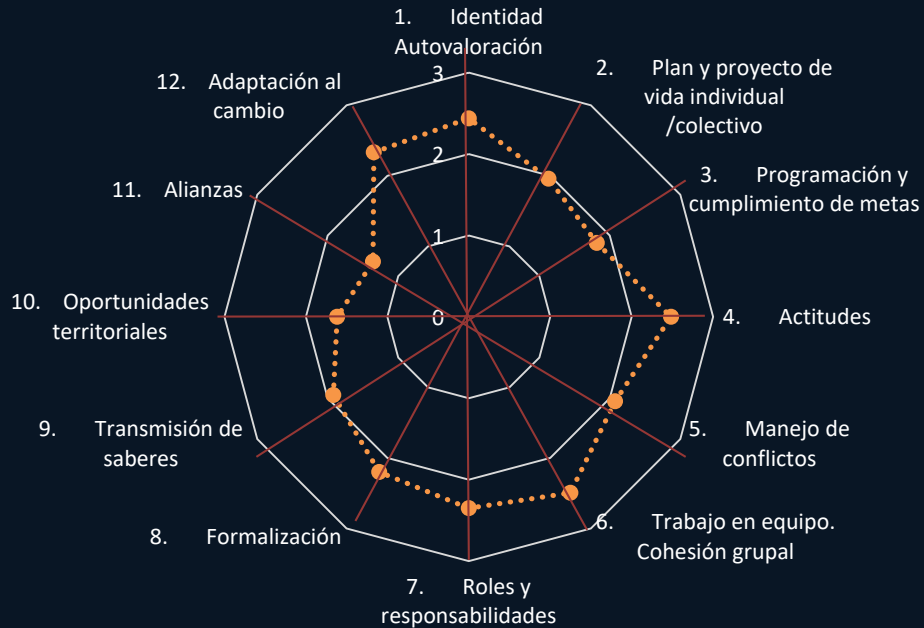 1. Identidad
Autovaloración
2. Plan y proyecto de
vida individual
/colectivo
3. Programación y
cumplimiento de metas
4. Actitudes
5. Manejo de
conflictos
6. Trabajo en equipo.
Cohesión grupal
7. Roles y
responsabilidades
8. Formalización
9. Transmisión de
saberes
10. Oportunidades
territoriales
11. Alianzas
12. Adaptación al
cambio
3
2
1
0